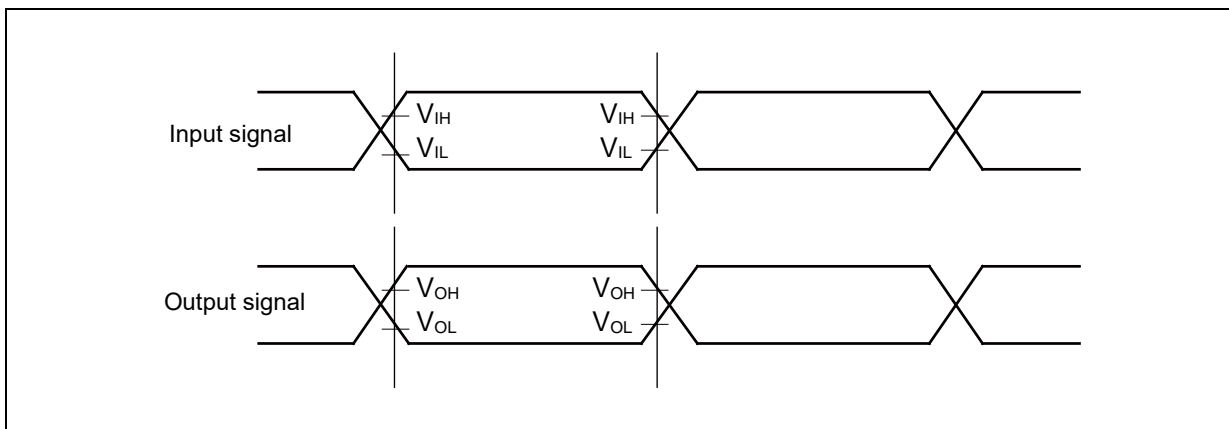 VIH VIH
Input signal
VIL VIL
VOH VOH
Output signal
VOL VOL